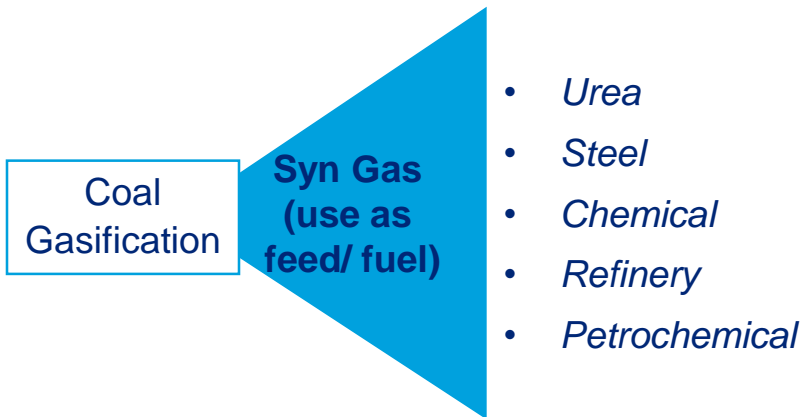 Coal
Gasification
Syn Gas
(use as
feed/ fuel)
• Urea
• Steel
• Chemical
• Refinery
• Petrochemical